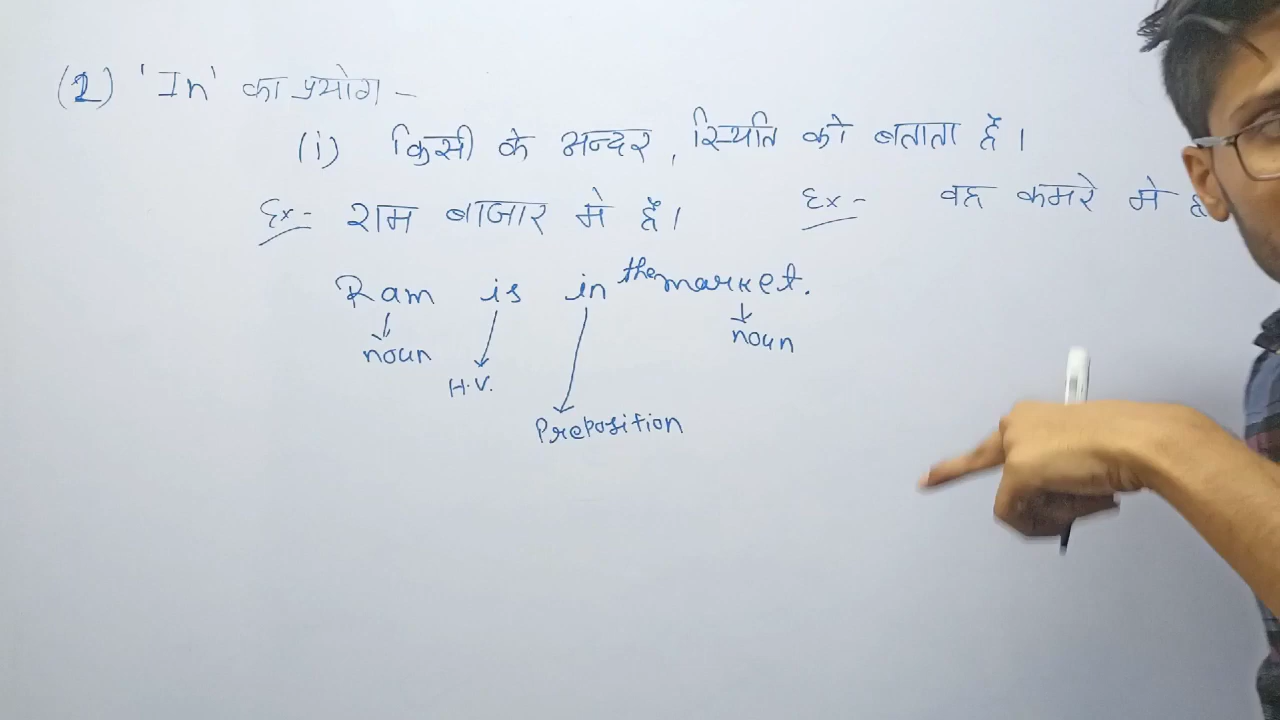 (2) 'In' का प्रयोग -
(i) किसी के अन्दर, स्थिति को बताता है।
Ex:- राम बाजार मे है।
Ex:- वह कमरे मे
Ram is in the market.
noun
noun
H.V.
Preposition